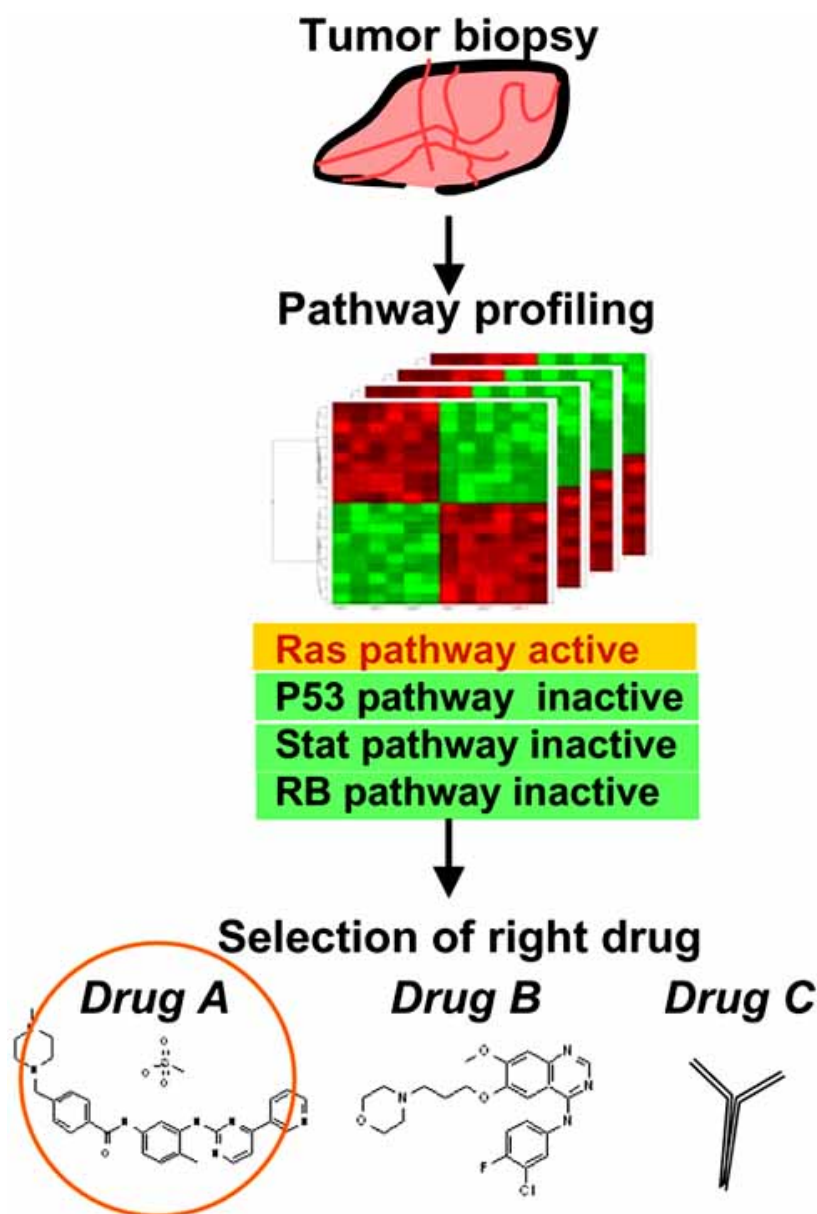 Tumor biopsy
Pathway profiling
Ras pathway active
P53 pathway inactive
Stat pathway inactive
RB pathway inactive
Selection of right drug
Drug A Drug B Drug C
N
N
O
O
O
O
N
N
N
N
N
O
O
N
N
N
O
O
N
F
Cl